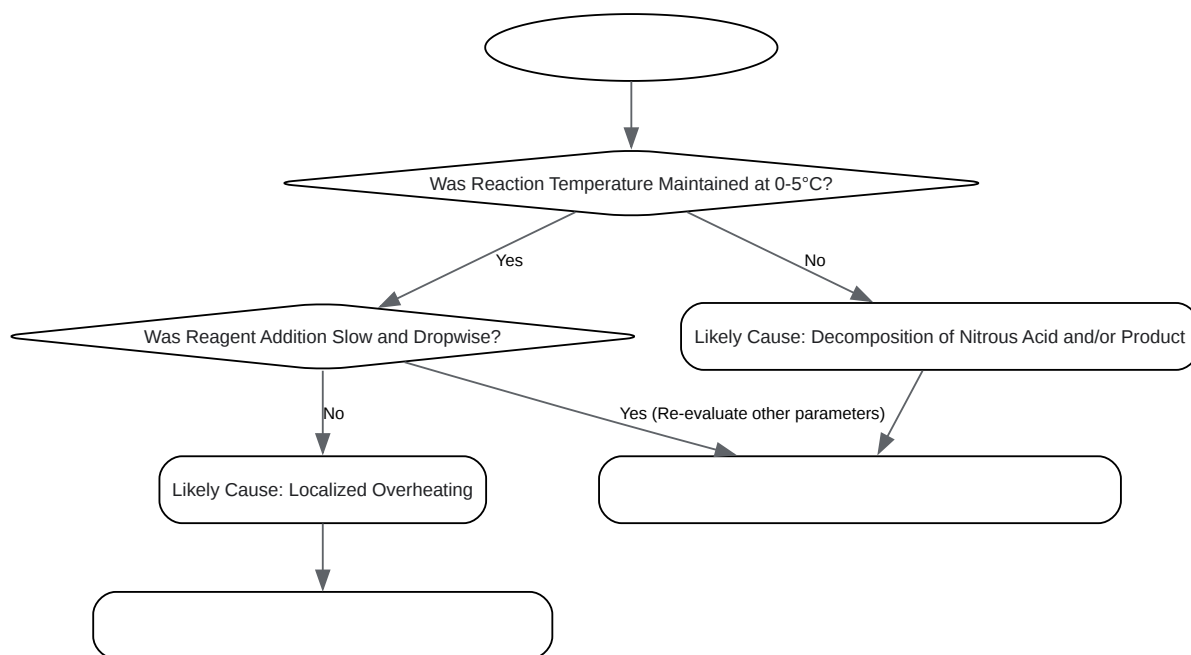 Was Reaction Temperature Maintained at 0-5°C?
Yes
No
Was Reagent Addition Slow and Dropwise?
Likely Cause: Decomposition of Nitrous Acid and/or Product
No
Yes (Re-evaluate other parameters)
Likely Cause: Localized Overheating